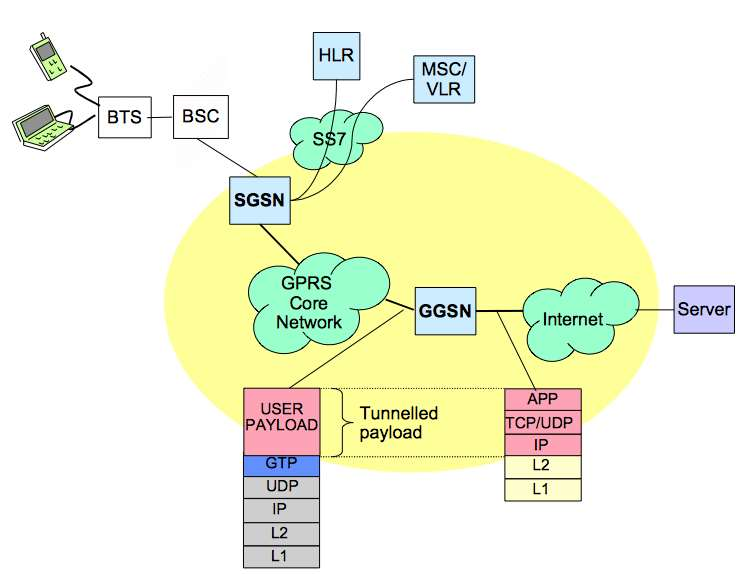 HLR
MSC/
VLR
BTS
BSC
SS7
SGSN
GPRS
Core
Network
GGSN
Internet
Server
USER
PAYLOAD
Tunnelled
payload
APP
TCP/UDP
IP
L2
L1
GTP
UDP
IP
L2
L1